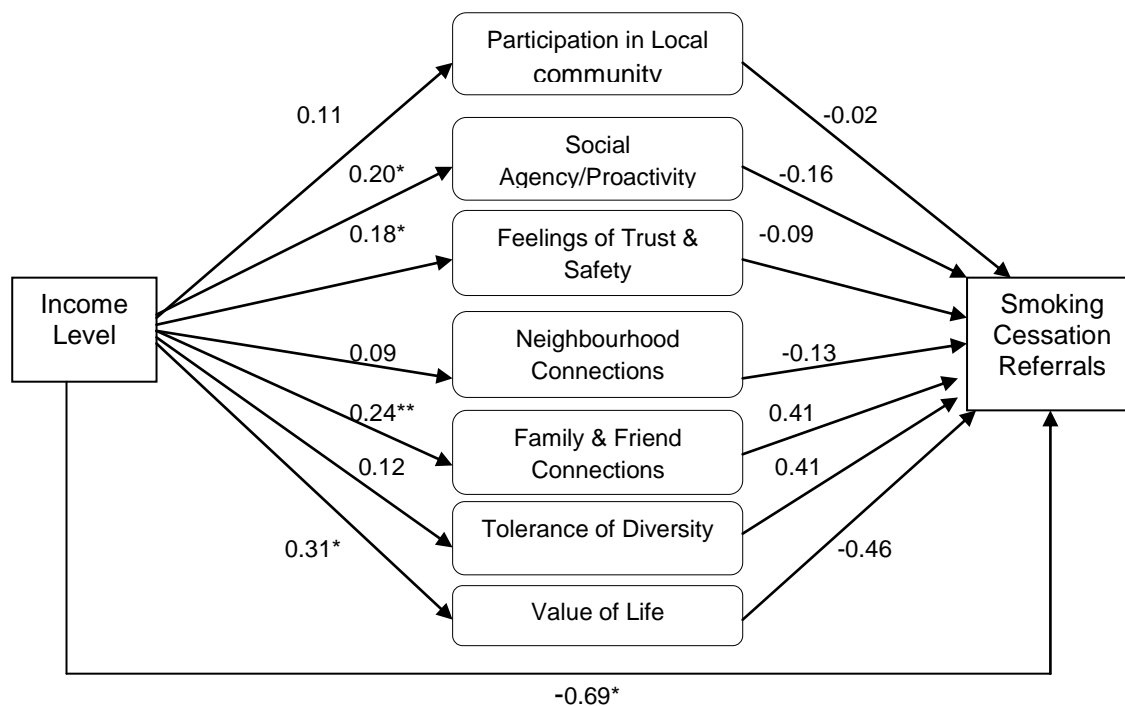 Participation in Local
community
0.11
-0.02
Social
Agency/Proactivity
0.20*
-0.16
0.18*
Feelings of Trust &
Safety
-0.09
Income
Level
Smoking
Cessation
Referrals
0.09
Neighbourhood
Connections
-0.13
0.24**
Family & Friend
Connections
0.41
0.12
0.41
Tolerance of Diversity
0.31*
-0.46
Value of Life
-0.69*